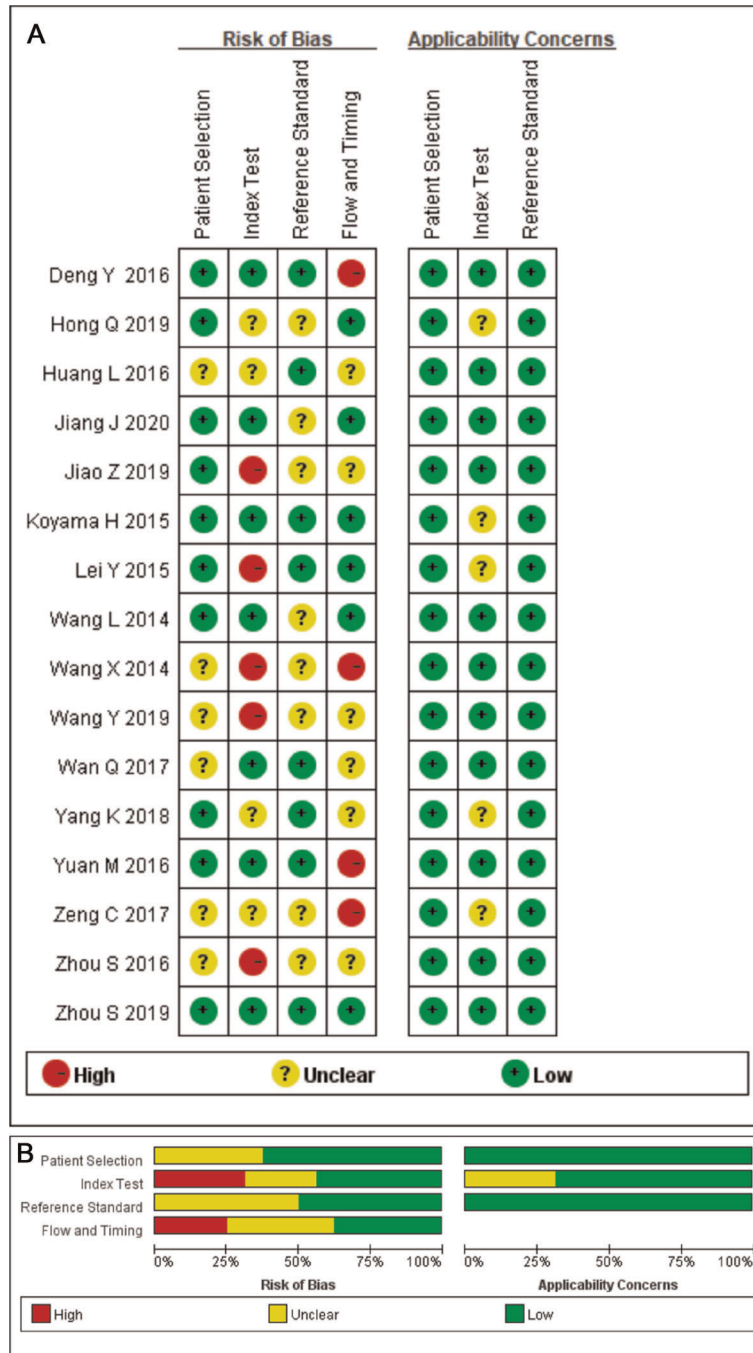 A
Risk of Bias
Applicability Concerns
Patient Selection
Index Test
Reference Standard
Flow and Timing
Patient Selection
Index Test
Reference Standard
Deng Y 2016 + + + - + + +
Hong Q 2019 + ? ? + + ? +
Huang L 2016 ? ? + ? + + +
Jiang J 2020 + + ? + + + +
Jiao Z 2019 + - ? ? + + +
Koyama H 2015 + + + + + ? +
Lei Y 2015 + - + + + ? +
Wang L 2014 + + ? + + + +
Wang X 2014 ? - ? - + + +
Wang Y 2019 ? - ? ? + + +
Wan Q 2017 ? + + ? + + +
Yang K 2018 + ? + ? + ? +
Yuan M 2016 + + + - + + +
Zeng C 2017 ? ? ? - + ? +
Zhou S 2016 ? - ? ? + + +
Zhou S 2019 + + + + + + +
- High ? Unclear + Low
B
Patient Selection
Index Test
Reference Standard
Flow and Timing
0% 25% 50% 75% 100% 0% 25% 50% 75% 100%
Risk of Bias Applicability Concerns
High Unclear Low